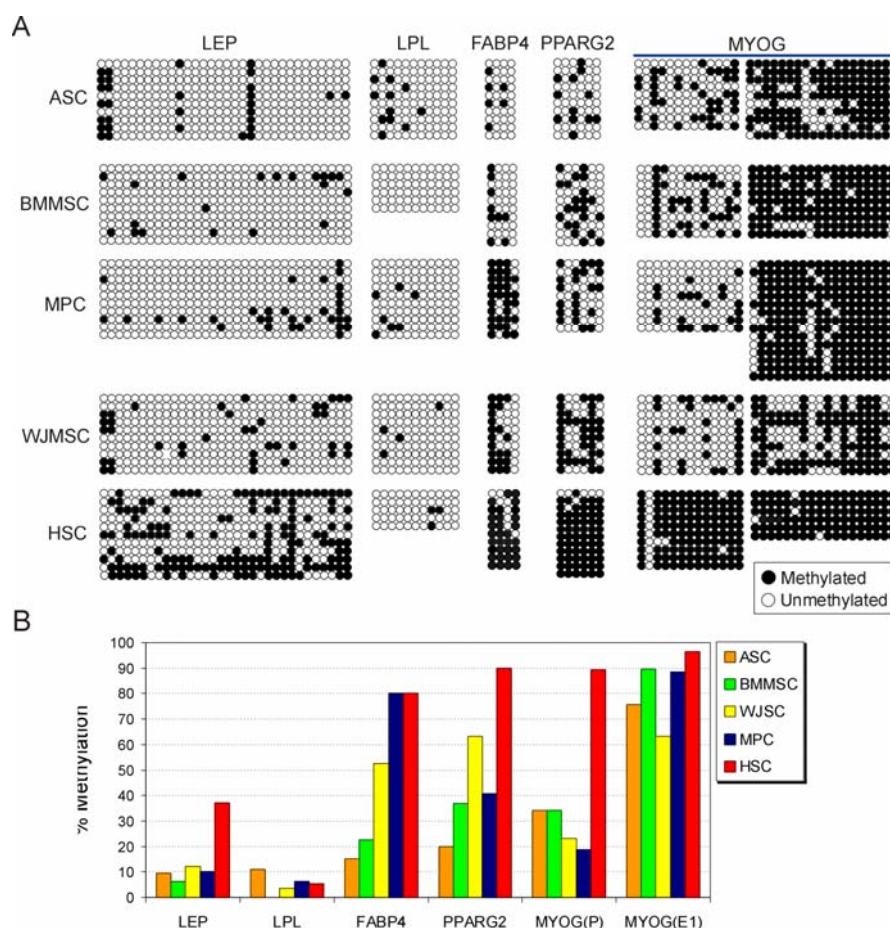 A
LEP LPL FABP4 PPARG2 MYOG
ASC
BMMSC
MPC
WJMSC
HSC
Methylated
Unmethylated
B
% Methylation
100
90
80
70
60
50
40
30
20
10
0
LEP LPL FABP4 PPARG2 MYOG(P) MYOG(E1)
ASC
BMMSC
WJSC
MPC
HSC